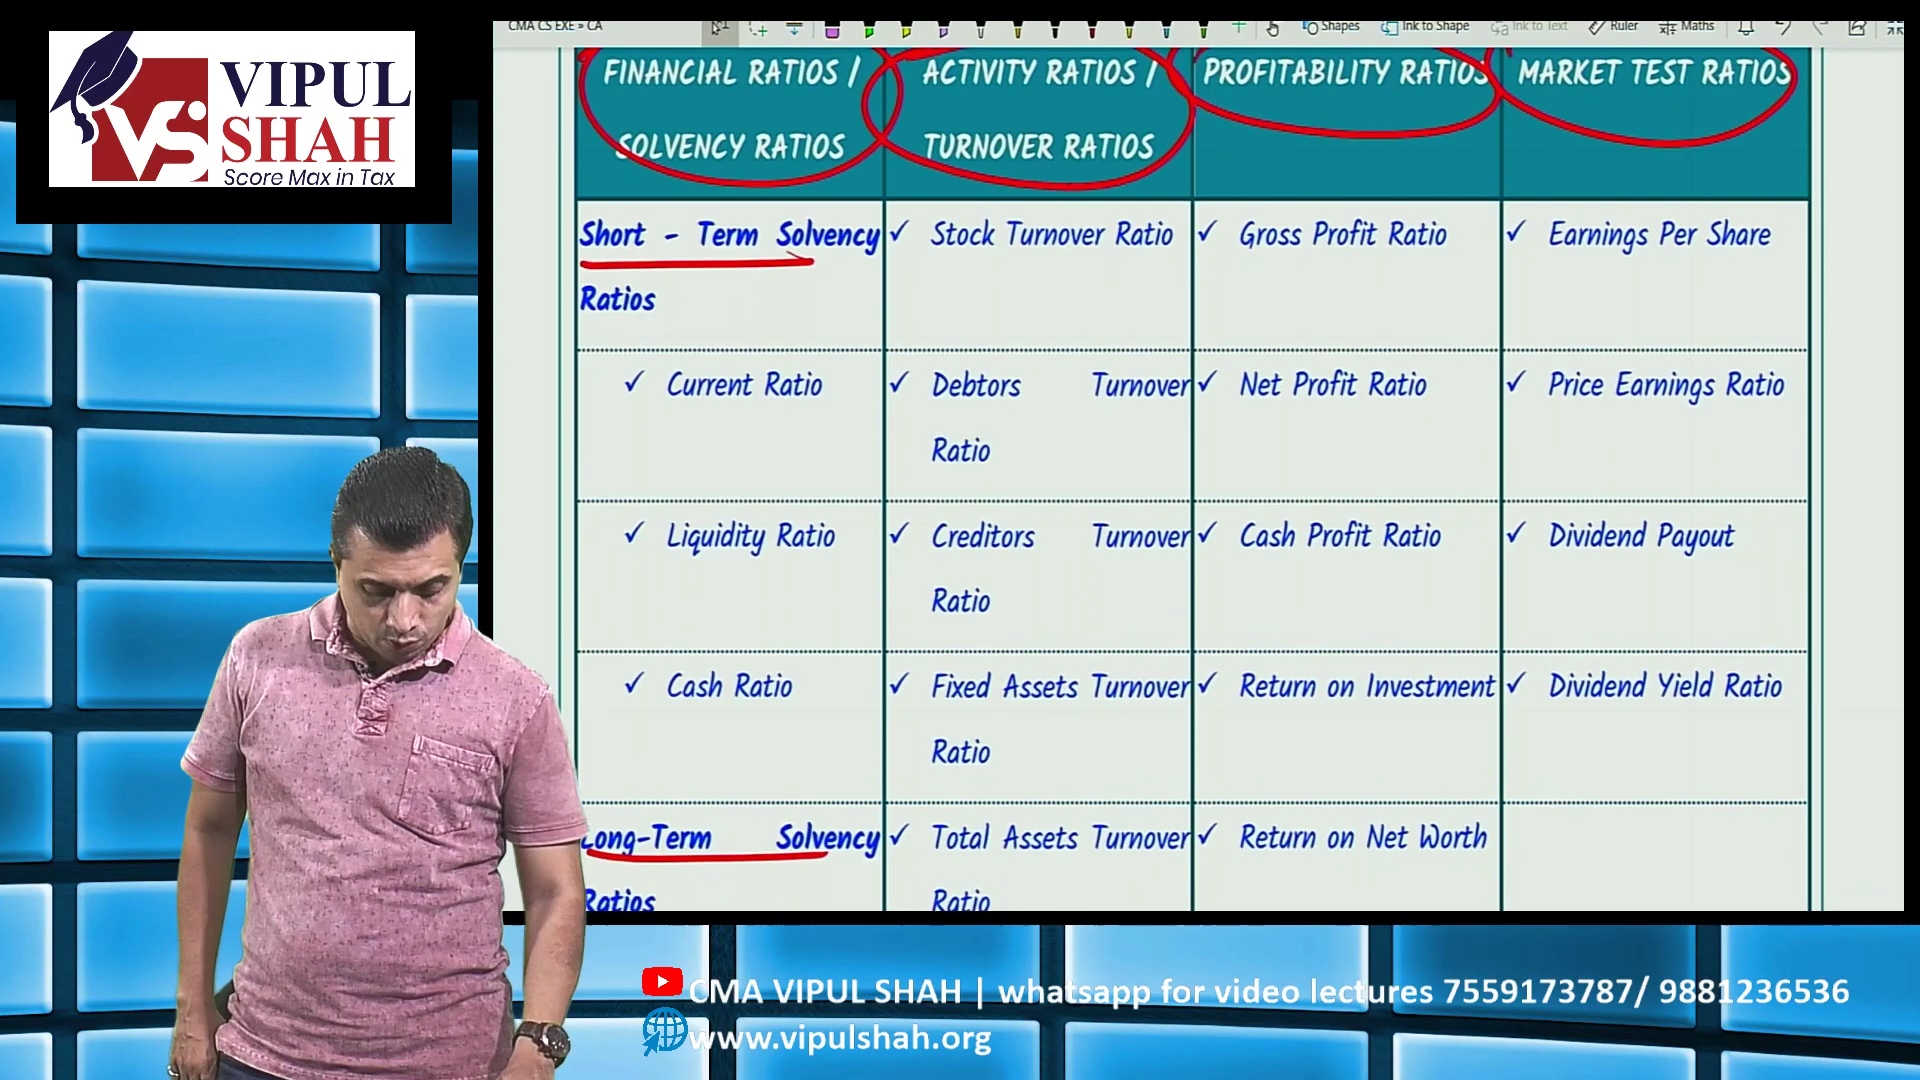 VIPUL
SHAH
Score Max in Tax
VS
CMA CS EXE » CA
Shapes
Ink to Shape
Ink to Text
Ruler
Maths
FINANCIAL RATIOS /
SOLVENCY RATIOS
ACTIVITY RATIOS /
TURNOVER RATIOS
PROFITABILITY RATIOS
MARKET TEST RATIOS
Short - Term Solvency
Ratios
✓ Stock Turnover Ratio
✓ Gross Profit Ratio
✓ Earnings Per Share
✓ Current Ratio
✓ Debtors Turnover
Ratio
✓ Net Profit Ratio
✓ Price Earnings Ratio
✓ Liquidity Ratio
✓ Creditors Turnover
Ratio
✓ Cash Profit Ratio
✓ Dividend Payout
✓ Cash Ratio
✓ Fixed Assets Turnover
Ratio
✓ Return on Investment
✓ Dividend Yield Ratio
Long-Term Solvency
Ratios
✓ Total Assets Turnover
Ratio
✓ Return on Net Worth
CMA VIPUL SHAH | whatsapp for video lectures 7559173787/ 9881236536
www.vipulshah.org